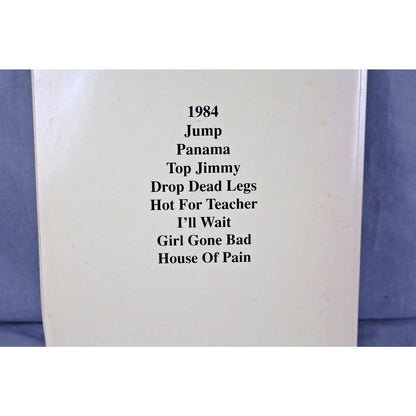 1984
Jump
Panama
Top Jimmy
Drop Dead Legs
Hot For Teacher
I'll Wait
Girl Gone Bad
House Of Pain